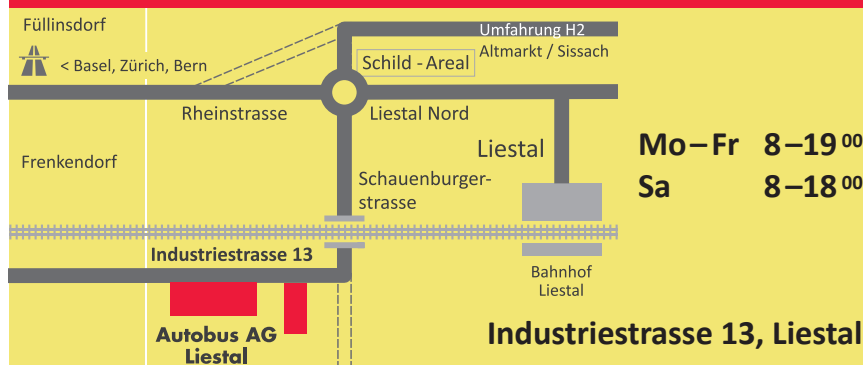 Füllinsdorf
Umfahrung H2
Altmarkt / Sissach
< Basel, Zürich, Bern
Schild - Areal
Rheinstrasse
Liestal Nord
Frenkendorf
Liestal
Schauenburger-
strasse
Mo–Fr 8–19 00
Sa 8–18 00
Industriestrasse 13
Bahnhof
Liestal
Autobus AG
Liestal
Industriestrasse 13, Liestal